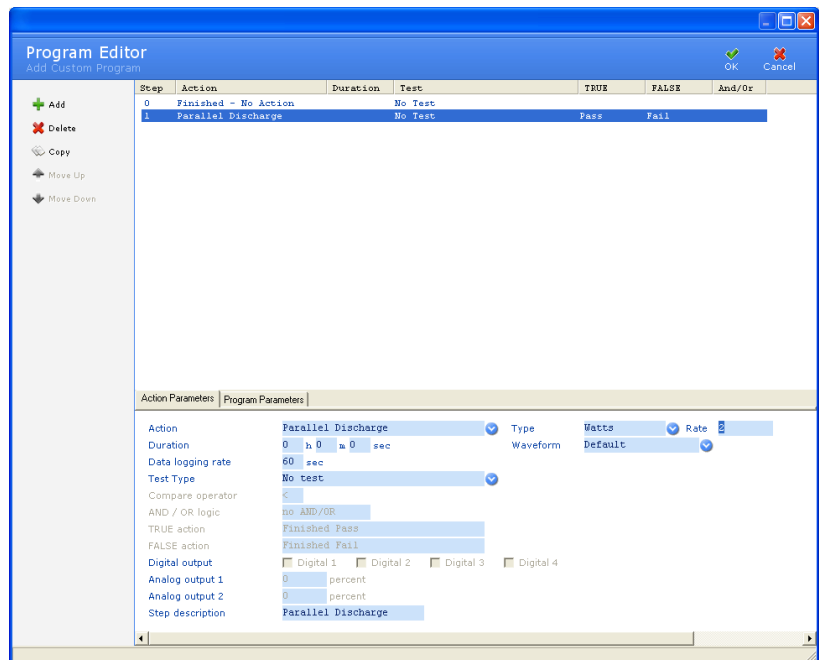 Program Editor
Add Custom Program
OK
Cancel
Add
Delete
Copy
Move Up
Move Down
Step Action Duration Test TRUE FALSE And/Or
0 Finished - No Action No Test
1 Parallel Discharge No Test Pass Fail
Action Parameters Program Parameters
Action Parallel Discharge Type Watts Rate 2
Duration 0 h 0 m 0 sec Waveform Default
Data logging rate 60 sec
Test Type No test
Compare operator <
AND / OR logic no AND/OR
TRUE action Finished Pass
FALSE action Finished Fail
Digital output Digital 1 Digital 2 Digital 3 Digital 4
Analog output 1 0 percent
Analog output 2 0 percent
Step description Parallel Discharge